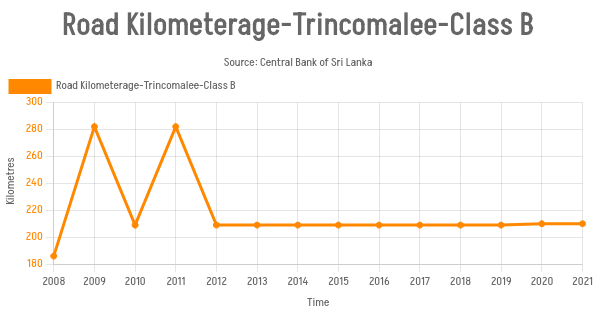 Road Kilometerage-Trincomalee-Class B
Source: Central Bank of Sri Lanka
Road Kilometerage-Trincomalee-Class B
300
280
260
240
220
200
180
Kilometres
2008 2009 2010 2011 2012 2013 2014 2015 2016 2017 2018 2019 2020 2021
Time